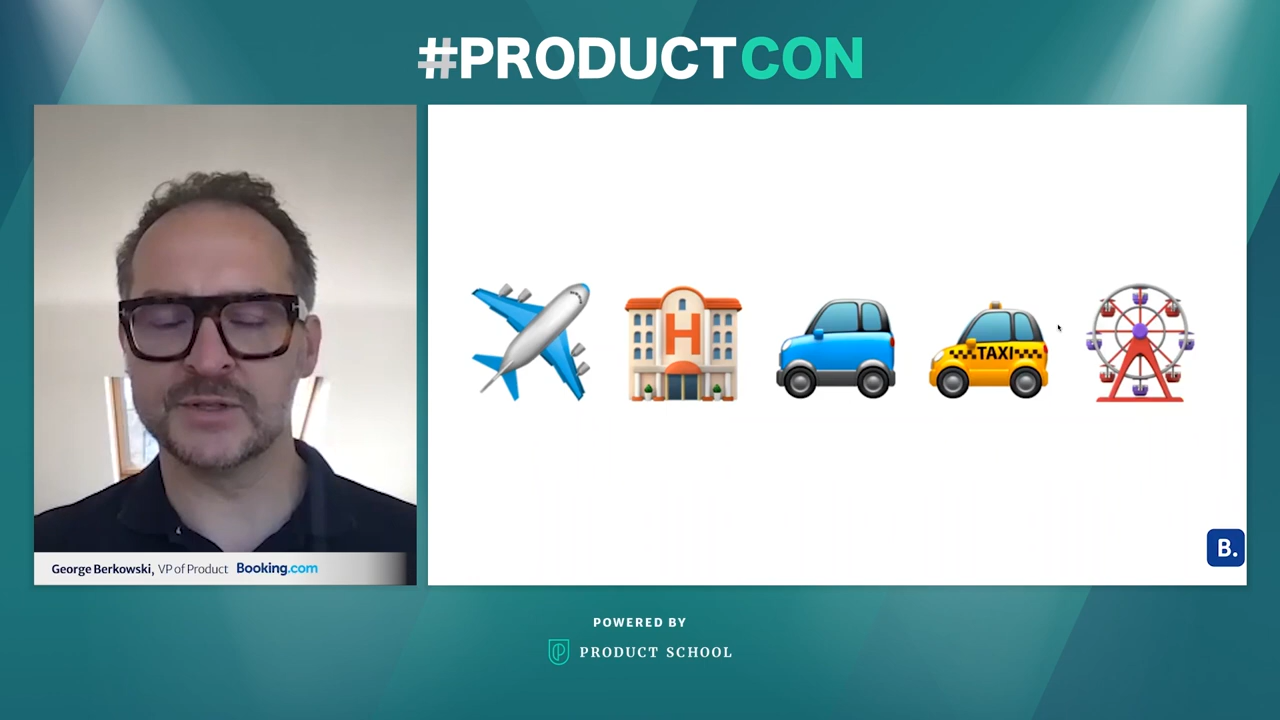 #PRODUCTCON
H
TAXI
B.
George Berkowski, VP of Product Booking.com
POWERED BY
PRODUCT SCHOOL